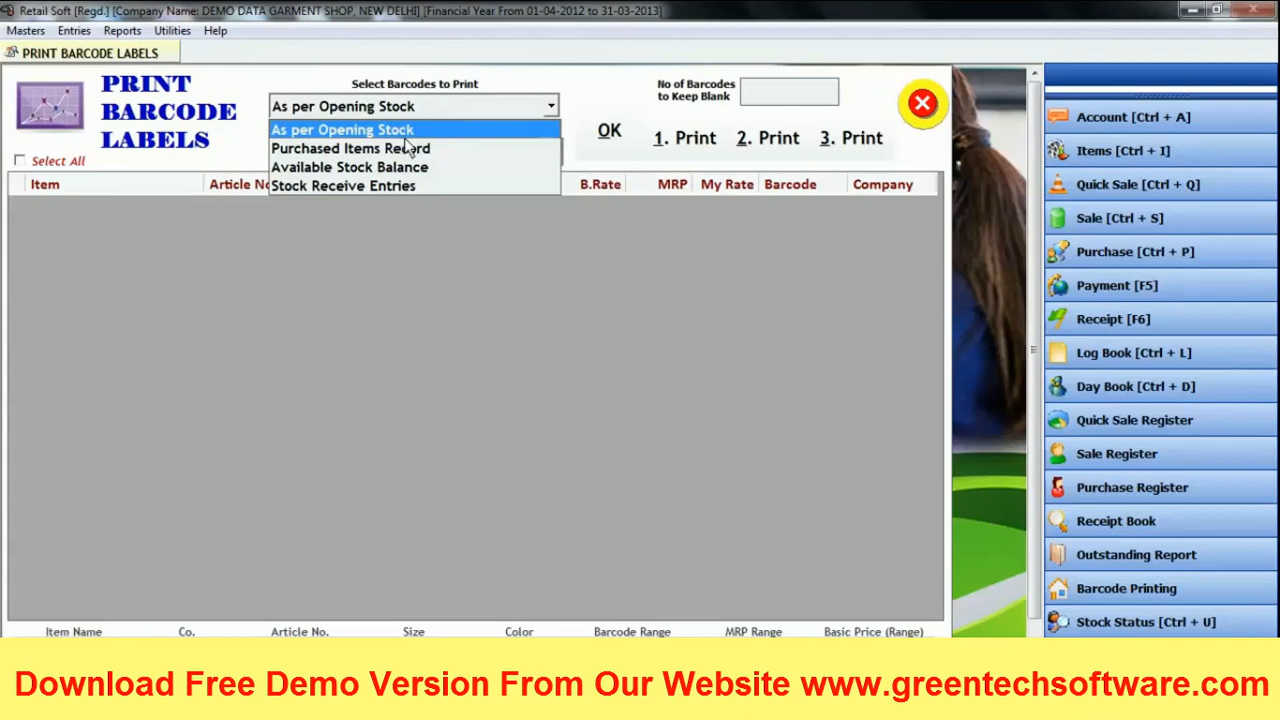 Retail Soft [Regd.] [Company Name: DEMO DATA GARMENT SHOP, NEW DELHI] [Financial Year From 01-04-2012 to 31-03-2013]
Masters Entries Reports Utilities Help
PRINT BARCODE LABELS
PRINT
BARCODE
LABELS
Select Barcodes to Print
As per Opening Stock
As per Opening Stock
Purchased Items Record
Available Stock Balance
Stock Receive Entries
No of Barcodes
to Keep Blank
OK
1. Print 2. Print 3. Print
Select All
Item Article No B.Rate MRP My Rate Barcode Company
Item Name Co. Article No. Size Color Barcode Range MRP Range Basic Price (Range)
Account [Ctrl + A]
Items [Ctrl + I]
Quick Sale [Ctrl + Q]
Sale [Ctrl + S]
Purchase [Ctrl + P]
Payment [F5]
Receipt [F6]
Log Book [Ctrl + L]
Day Book [Ctrl + D]
Quick Sale Register
Sale Register
Purchase Register
Receipt Book
Outstanding Report
Barcode Printing
Stock Status [Ctrl + U]
Download Free Demo Version From Our Website www.greentechsoftware.com